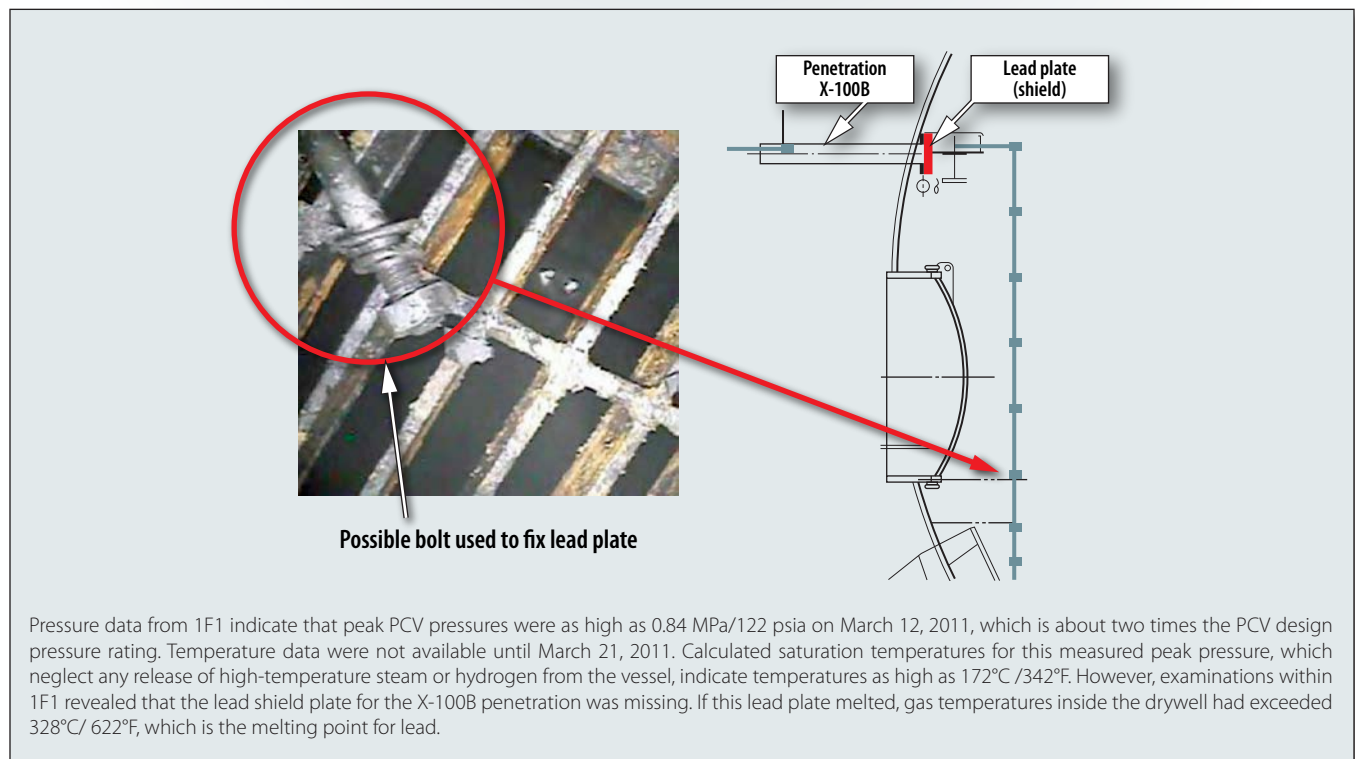 Penetration
X-100B
Lead plate
(shield)
Possible bolt used to fix lead plate
Pressure data from 1F1 indicate that peak PCV pressures were as high as 0.84 MPa/122 psia on March 12, 2011, which is about two times the PCV design
pressure rating. Temperature data were not available until March 21, 2011. Calculated saturation temperatures for this measured peak pressure, which
neglect any release of high-temperature steam or hydrogen from the vessel, indicate temperatures as high as 172°C /342°F. However, examinations within
1F1 revealed that the lead shield plate for the X-100B penetration was missing. If this lead plate melted, gas temperatures inside the drywell had exceeded
328°C/ 622°F, which is the melting point for lead.